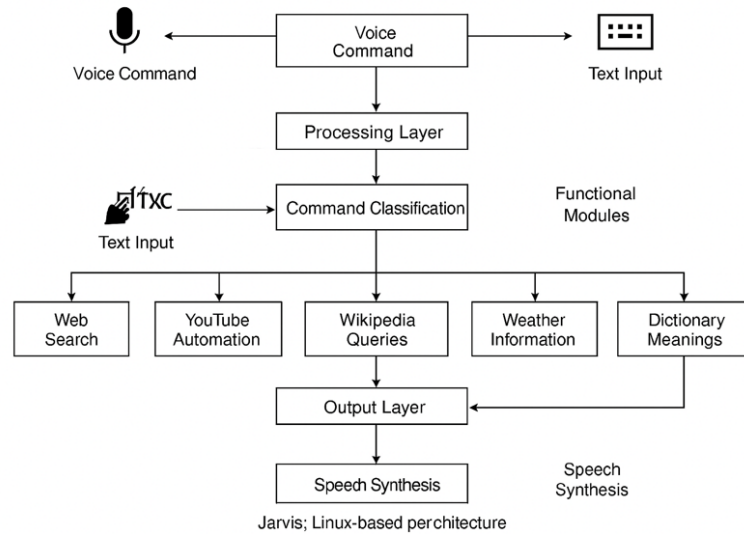 Voice
Command
Voice Command
Text Input
Processing Layer
TXC
Text Input
Command Classification
Functional
Modules
Web
Search
YouTube
Automation
Wikipedia
Queries
Weather
Information
Dictionary
Meanings
Output Layer
Speech Synthesis
Speech
Synthesis
Jarvis; Linux-based perchitecture